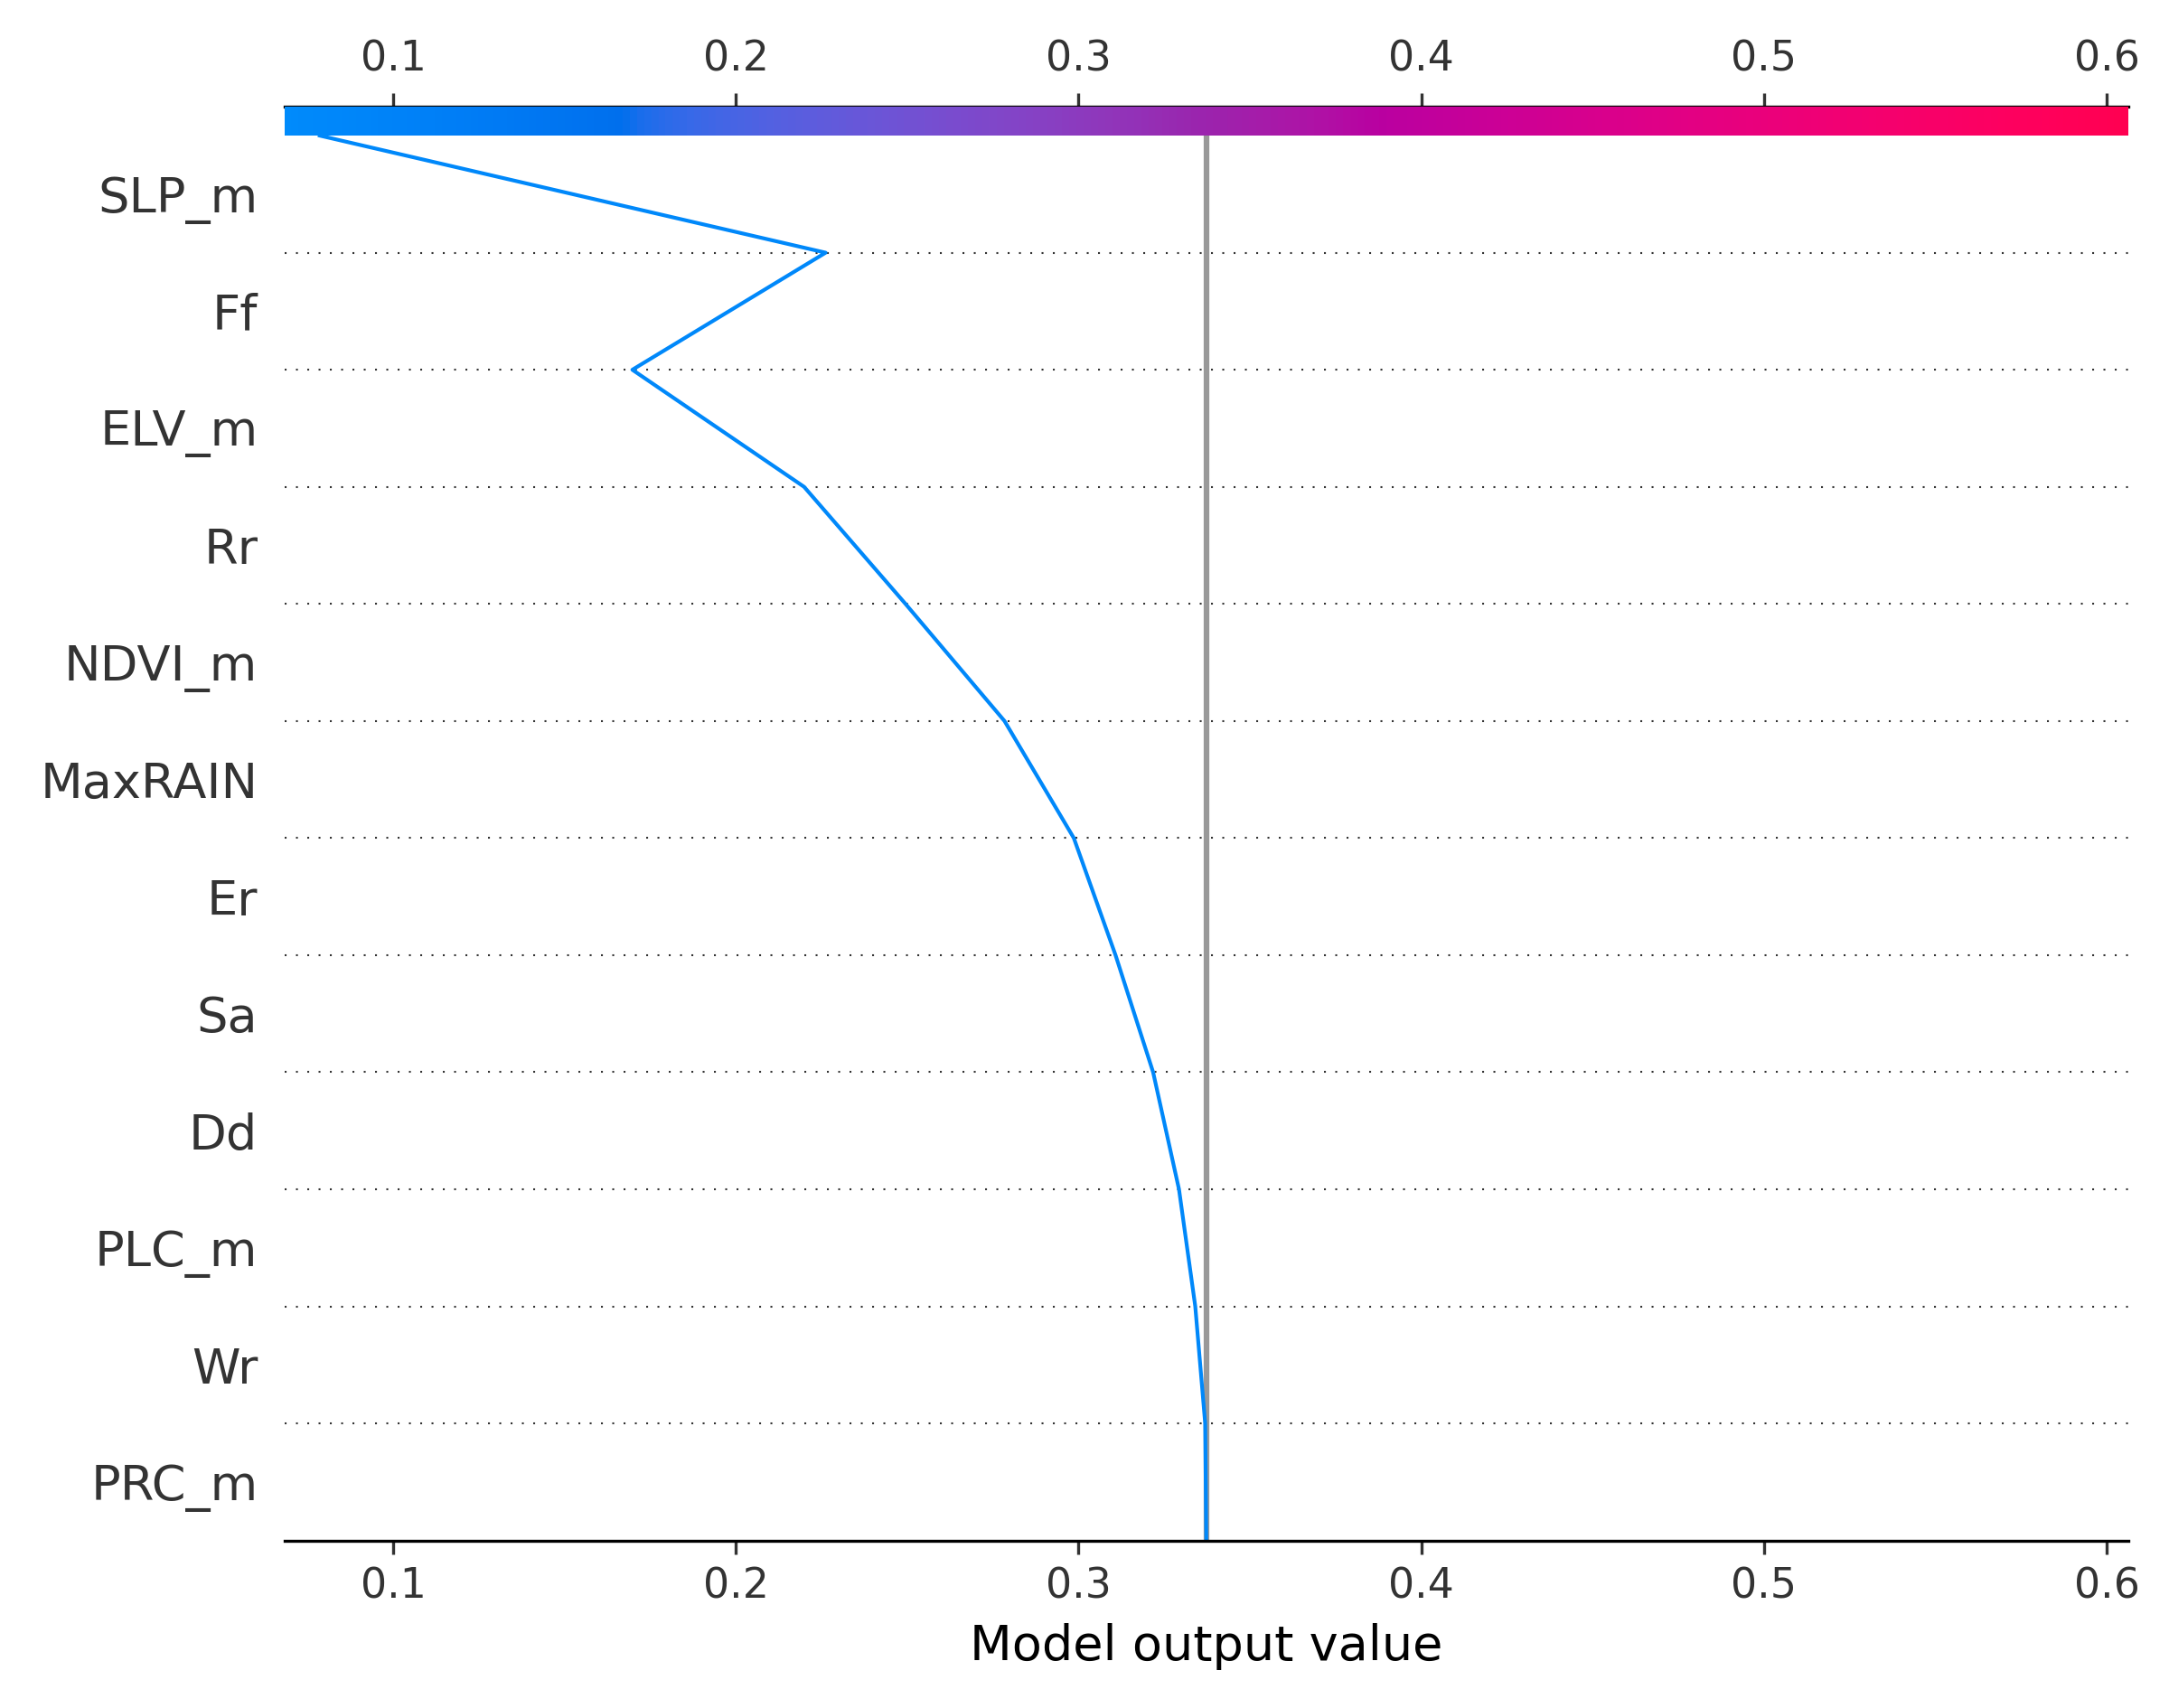 0.1 0.2 0.3 0.4 0.5 0.6
SLP_m
Ff
ELV_m
Rr
NDVI_m
MaxRAIN
Er
Sa
Dd
PLC_m
Wr
PRC_m
0.1 0.2 0.3 0.4 0.5 0.6
Model output value